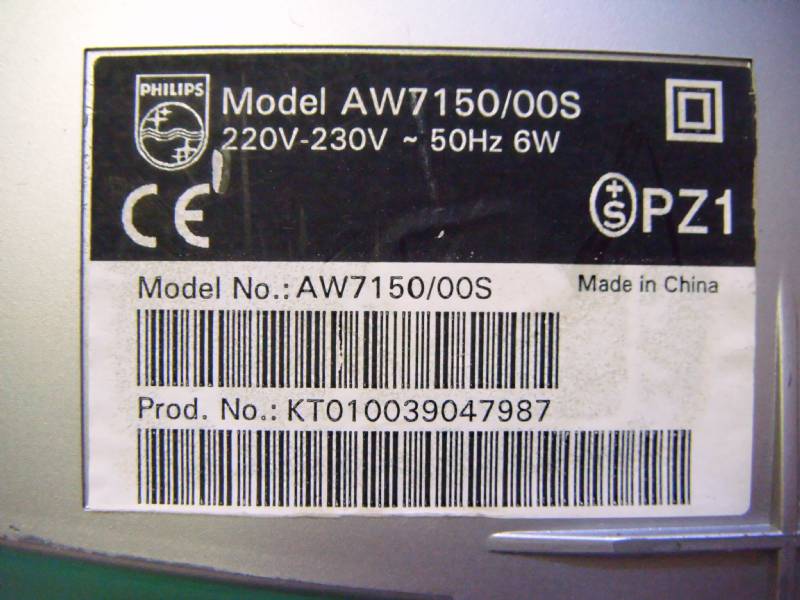 PHILIPS
Model AW7150/00S
220V-230V ~ 50Hz 6W
CE
+S PZ1
Model No.: AW7150/00S
Made in China
Prod. No.: KT010039047987